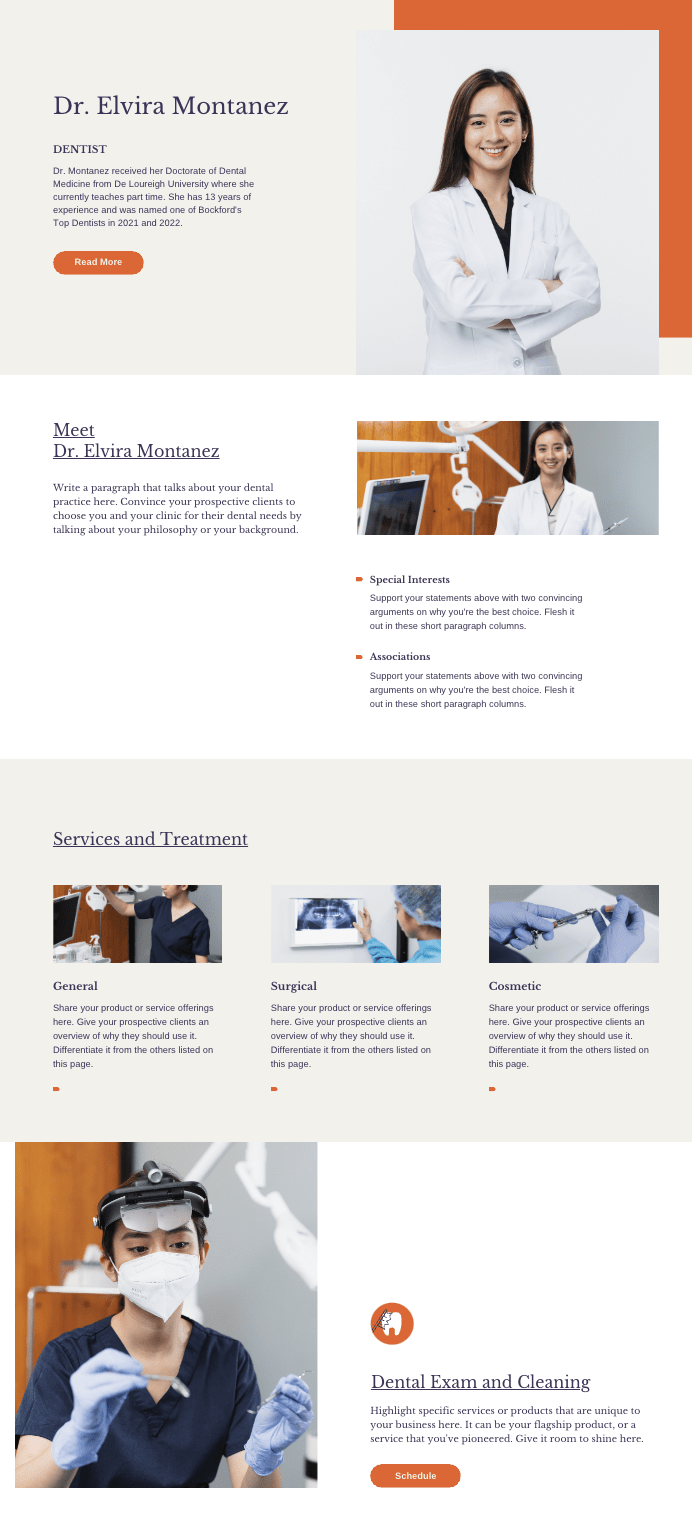 Dr. Elvira Montanez
DENTIST
Dr. Montanez received her Doctorate of Dental
Medicine from De Loureigh University where she
currently teaches part time. She has 13 years of
experience and was named one of Bockford's
Top Dentists in 2021 and 2022.
Read More
Meet
Dr. Elvira Montanez
Write a paragraph that talks about your dental
practice here. Convince your prospective clients to
choose you and your clinic for their dental needs by
talking about your philosophy or your background.
Special Interests
Support your statements above with two convincing
arguments on why you're the best choice. Flesh it
out in these short paragraph columns.
Associations
Support your statements above with two convincing
arguments on why you're the best choice. Flesh it
out in these short paragraph columns.
Services and Treatment
General
Share your product or service offerings
here. Give your prospective clients an
overview of why they should use it.
Differentiate it from the others listed on
this page.
Surgical
Share your product or service offerings
here. Give your prospective clients an
overview of why they should use it.
Differentiate it from the others listed on
this page.
Cosmetic
Share your product or service offerings
here. Give your prospective clients an
overview of why they should use it.
Differentiate it from the others listed on
this page.
Dental Exam and Cleaning
Highlight specific services or products that are unique to
your business here. It can be your flagship product, or a
service that you've pioneered. Give it room to shine here.
Schedule